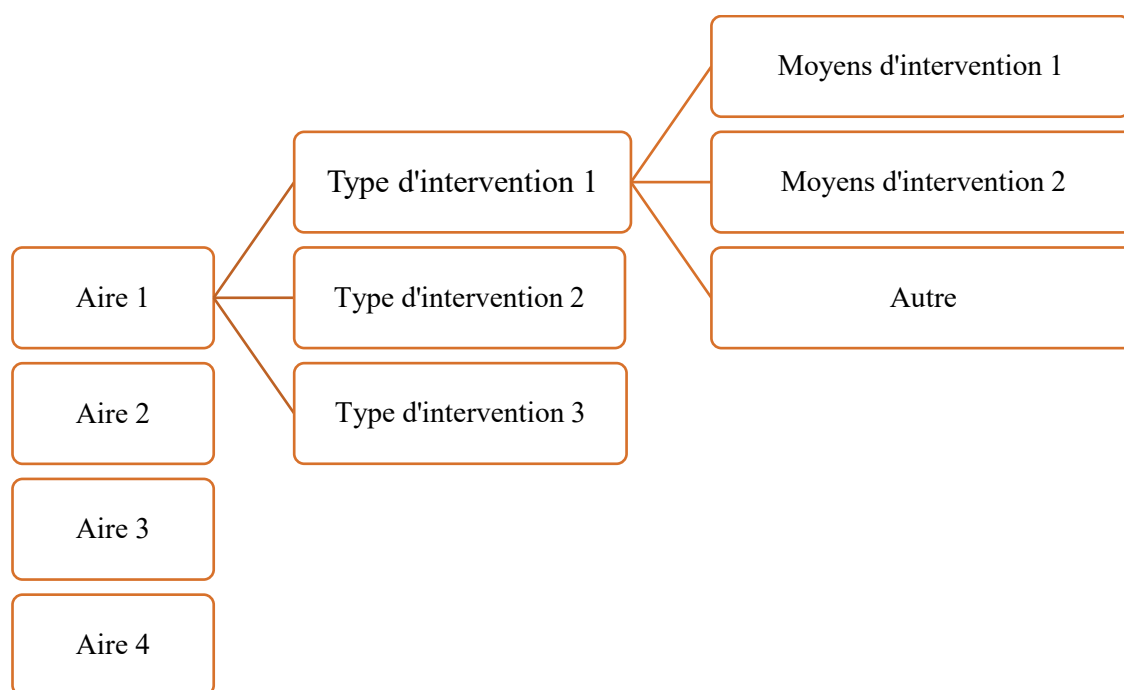 Moyens d'intervention 1
Type d'intervention 1
Moyens d'intervention 2
Aire 1
Type d'intervention 2
Autre
Aire 2
Type d'intervention 3
Aire 3
Aire 4